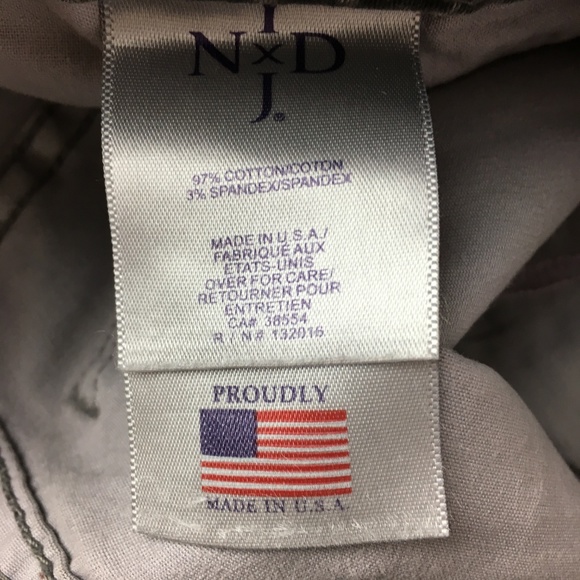 N×D
J.®
97% COTTON/COTON
3% SPANDEX/SPANDEX
MADE IN U.S.A./
FABRIQUÉ AUX
ETATS-UNIS
OVER FOR CARE/
RETOURNER POUR
ENTRETIEN
CA# 38554
R / N# 132016
PROUDLY
MADE IN U.S.A